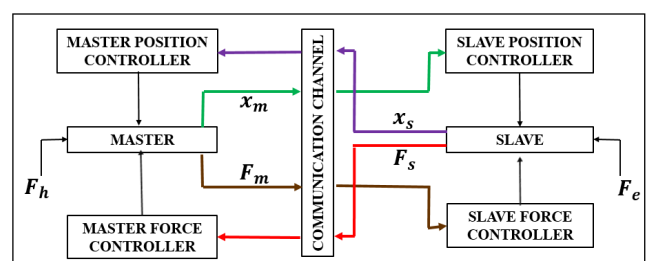 MASTER POSITION
CONTROLLER
COMMUNICATION CHANNEL
SLAVE POSITION
CONTROLLER
x_m
x_s
MASTER
SLAVE
F_h
F_m
F_s
F_e
MASTER FORCE
CONTROLLER
SLAVE FORCE
CONTROLLER